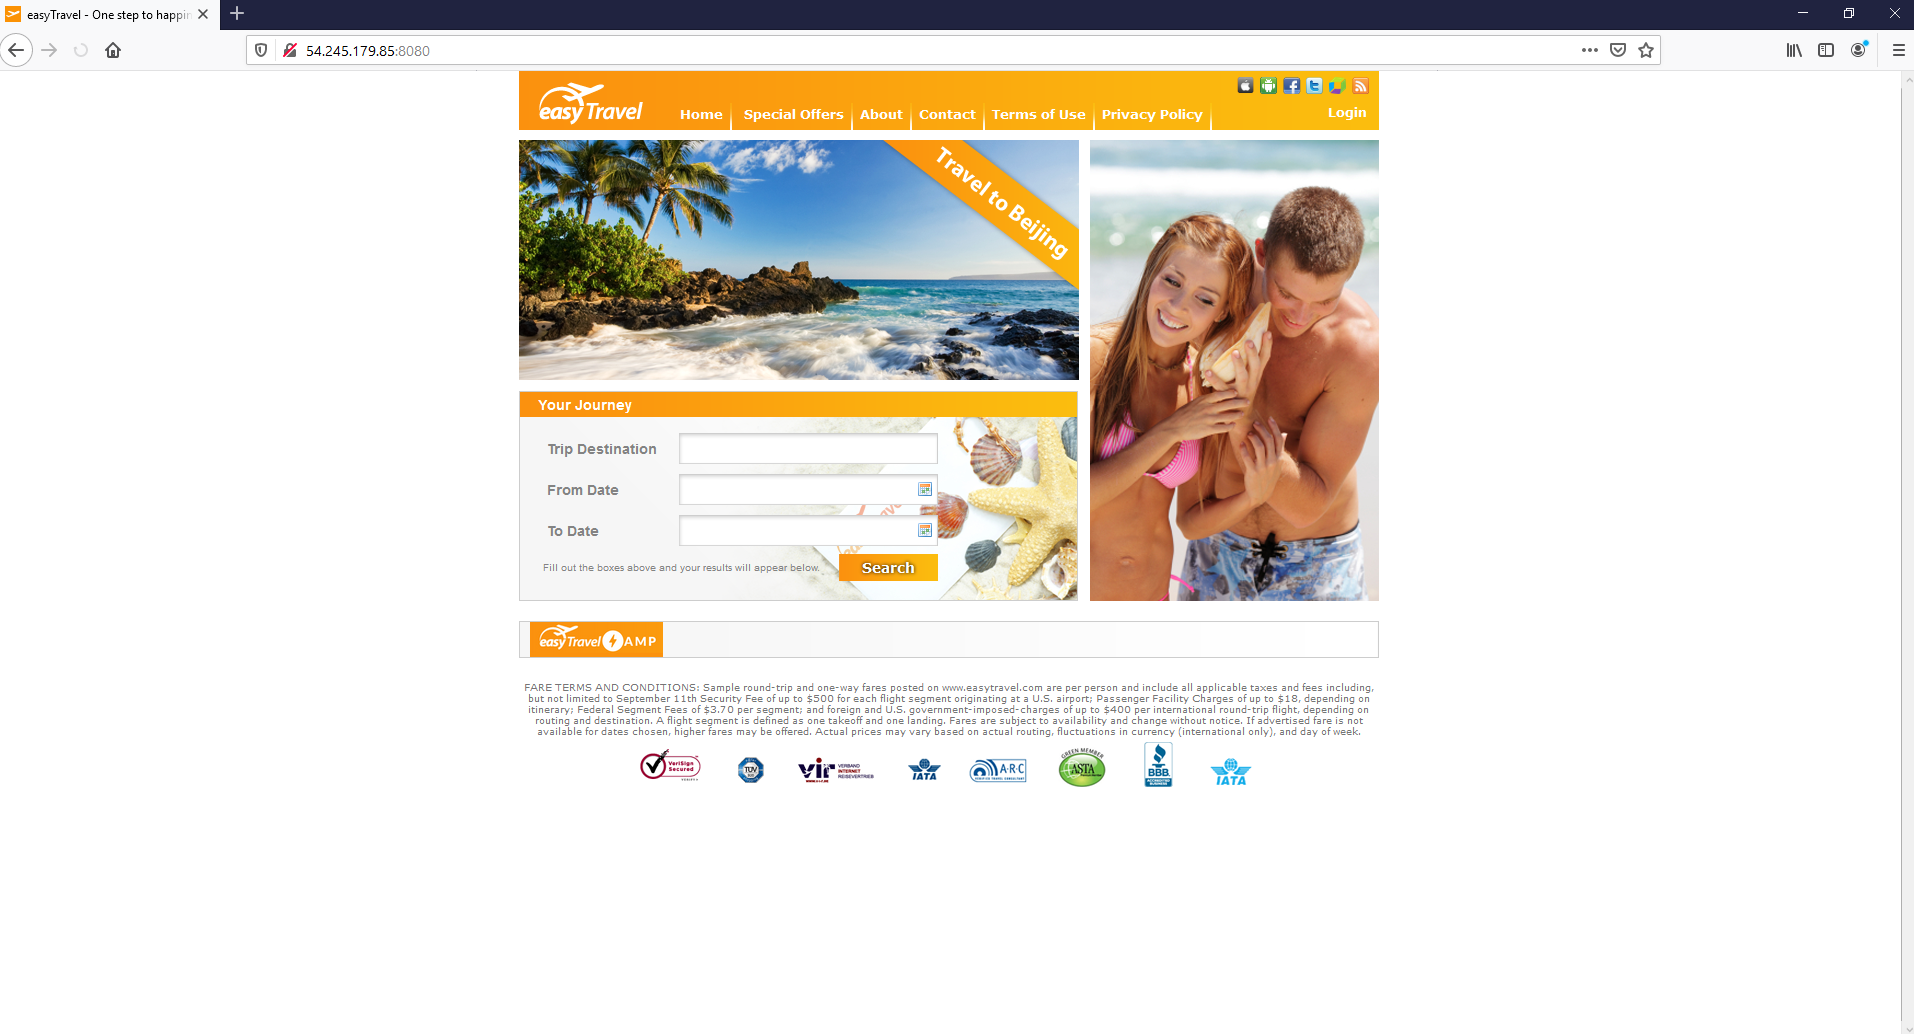 easyTravel - One step to happin
54.245.179.85:8080
easyTravel
Home
Special Offers
About
Contact
Terms of Use
Privacy Policy
Login
Travel to Beijing
Your Journey
Trip Destination
From Date
To Date
Fill out the boxes above and your results will appear below.
Search
easyTravel AMP
FARE TERMS AND CONDITIONS: Sample round-trip and one-way fares posted on www.easytravel.com are per person and include all applicable taxes and fees including,
but not limited to September 11th Security Fee of up to $500 for each flight segment originating at a U.S. airport; Passenger Facility Charges of up to $18, depending on
itinerary; Federal Segment Fees of $3.70 per segment; and foreign and U.S. government-imposed-charges of up to $400 per international round-trip flight, depending on
routing and destination. A flight segment is defined as one takeoff and one landing. Fares are subject to availability and change without notice. If advertised fare is not
available for dates chosen, higher fares may be offered. Actual prices may vary based on actual routing, fluctuations in currency (international only), and day of week.
VeriSign
Secured
TÜV
vir
VERBAND
INTERNET
REISEVERTRIEB
IATA
A·R·C
GREEN MEMBER
ASTA
BBB
ACCREDITED
BUSINESS
IATA